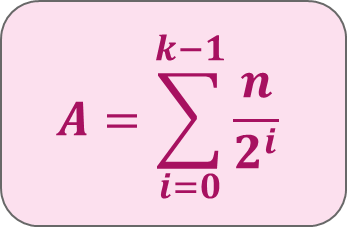 A = \sum_{i=0}^{k-1} \frac{n}{2^i}